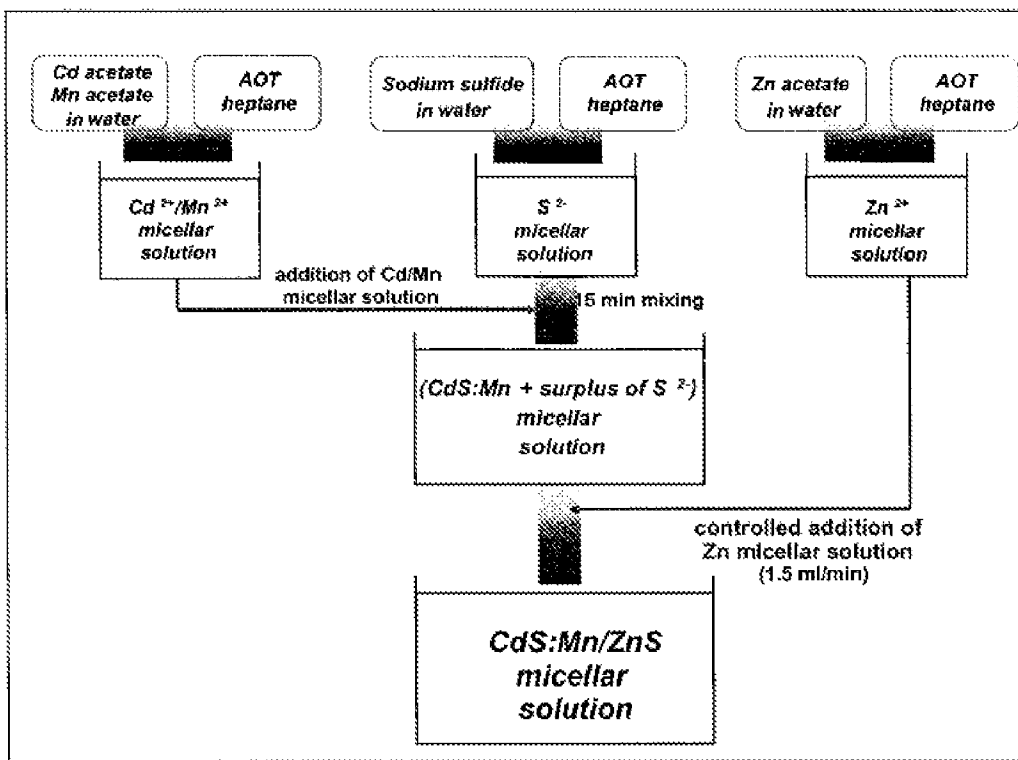 Cd acetate
Mn acetate
in water
AOT
heptane
Sodium sulfide
in water
AOT
heptane
Zn acetate
in water
AOT
heptane
Cd ²⁺/Mn ²⁺
micellar
solution
S ²⁻
micellar
solution
Zn ²⁺
micellar
solution
addition of Cd/Mn
micellar solution
15 min mixing
(CdS:Mn + surplus of S ²⁻)
micellar
solution
controlled addition of
Zn micellar solution
(1.5 ml/min)
CdS:Mn/ZnS
micellar
solution